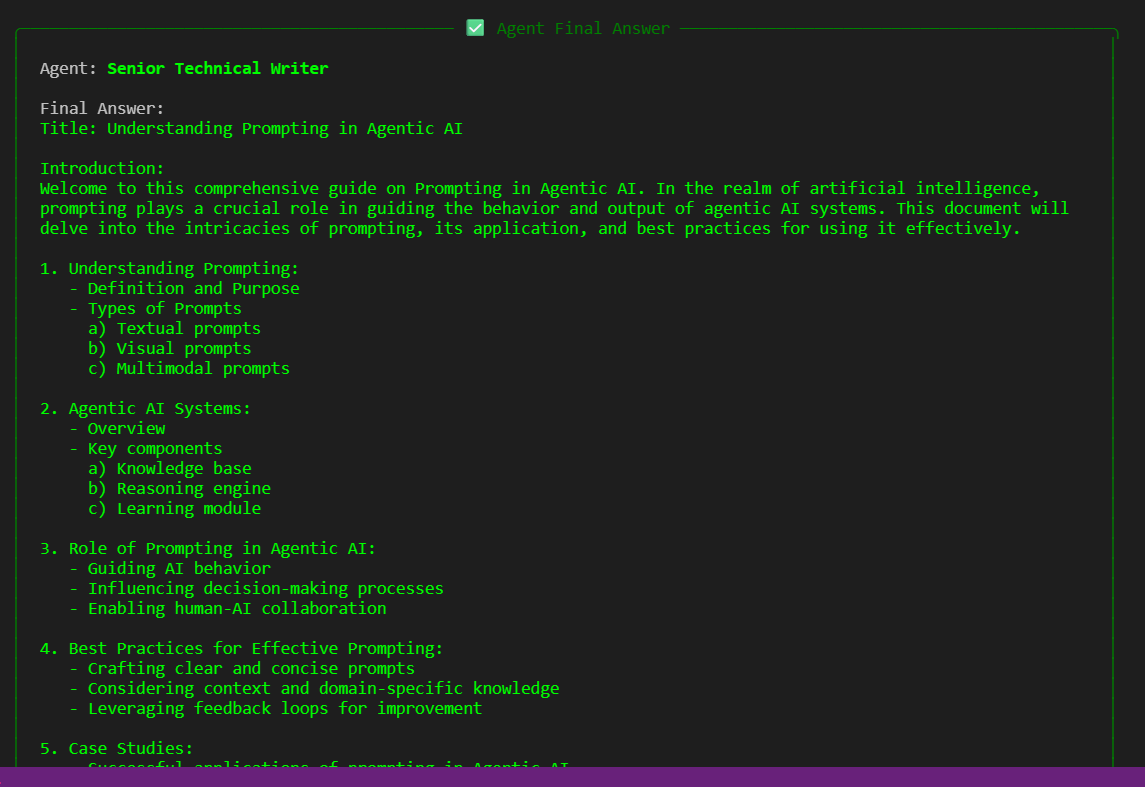 ✅ Agent Final Answer
Agent: Senior Technical Writer
Final Answer:
Title: Understanding Prompting in Agentic AI
Introduction:
Welcome to this comprehensive guide on Prompting in Agentic AI. In the realm of artificial intelligence,
prompting plays a crucial role in guiding the behavior and output of agentic AI systems. This document will
delve into the intricacies of prompting, its application, and best practices for using it effectively.
1. Understanding Prompting:
- Definition and Purpose
- Types of Prompts
a) Textual prompts
b) Visual prompts
c) Multimodal prompts
2. Agentic AI Systems:
- Overview
- Key components
a) Knowledge base
b) Reasoning engine
c) Learning module
3. Role of Prompting in Agentic AI:
- Guiding AI behavior
- Influencing decision-making processes
- Enabling human-AI collaboration
4. Best Practices for Effective Prompting:
- Crafting clear and concise prompts
- Considering context and domain-specific knowledge
- Leveraging feedback loops for improvement
5. Case Studies:
- Successful applications of prompting in Agentic AI